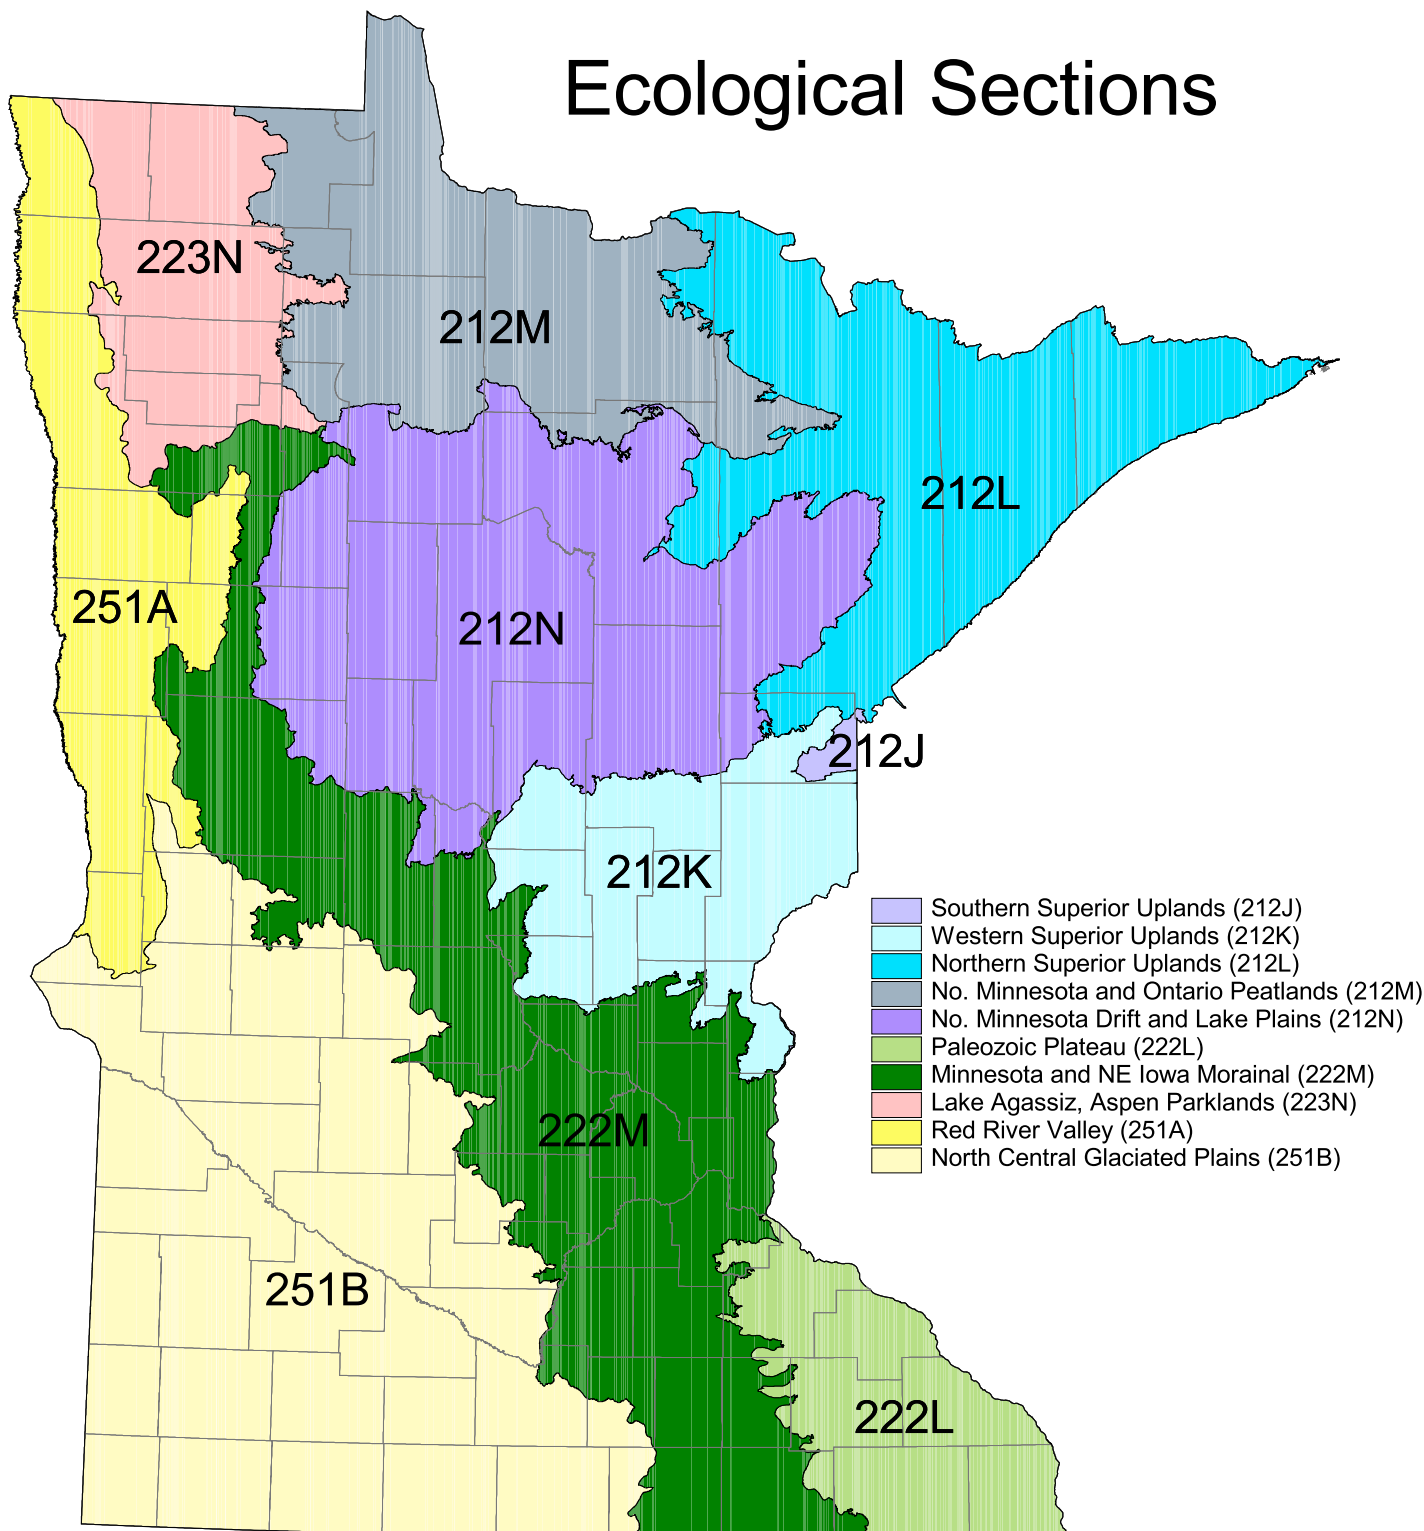 Ecological Sections
223N
212M
212L
251A
212N
212J
212K
Southern Superior Uplands (212J)
Western Superior Uplands (212K)
Northern Superior Uplands (212L)
No. Minnesota and Ontario Peatlands (212M)
No. Minnesota Drift and Lake Plains (212N)
Paleozoic Plateau (222L)
Minnesota and NE Iowa Morainal (222M)
Lake Agassiz, Aspen Parklands (223N)
Red River Valley (251A)
North Central Glaciated Plains (251B)
222M
251B
222L